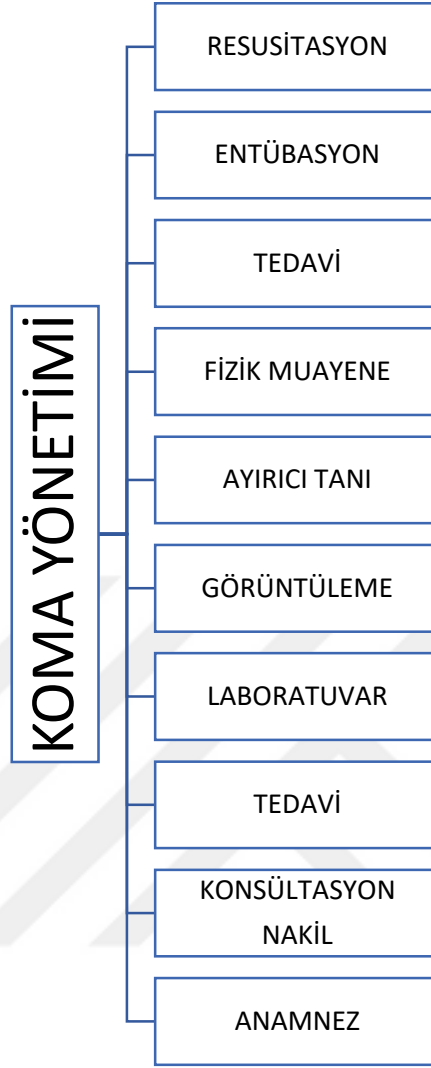 KOMA YÖNETİMİ
RESUSİTASYON
ENTÜBASYON
TEDAVİ
FİZİK MUAYENE
AYIRICI TANI
GÖRÜNTÜLEME
LABORATUVAR
TEDAVİ
KONSÜLTASYON
NAKİL
ANAMNEZ